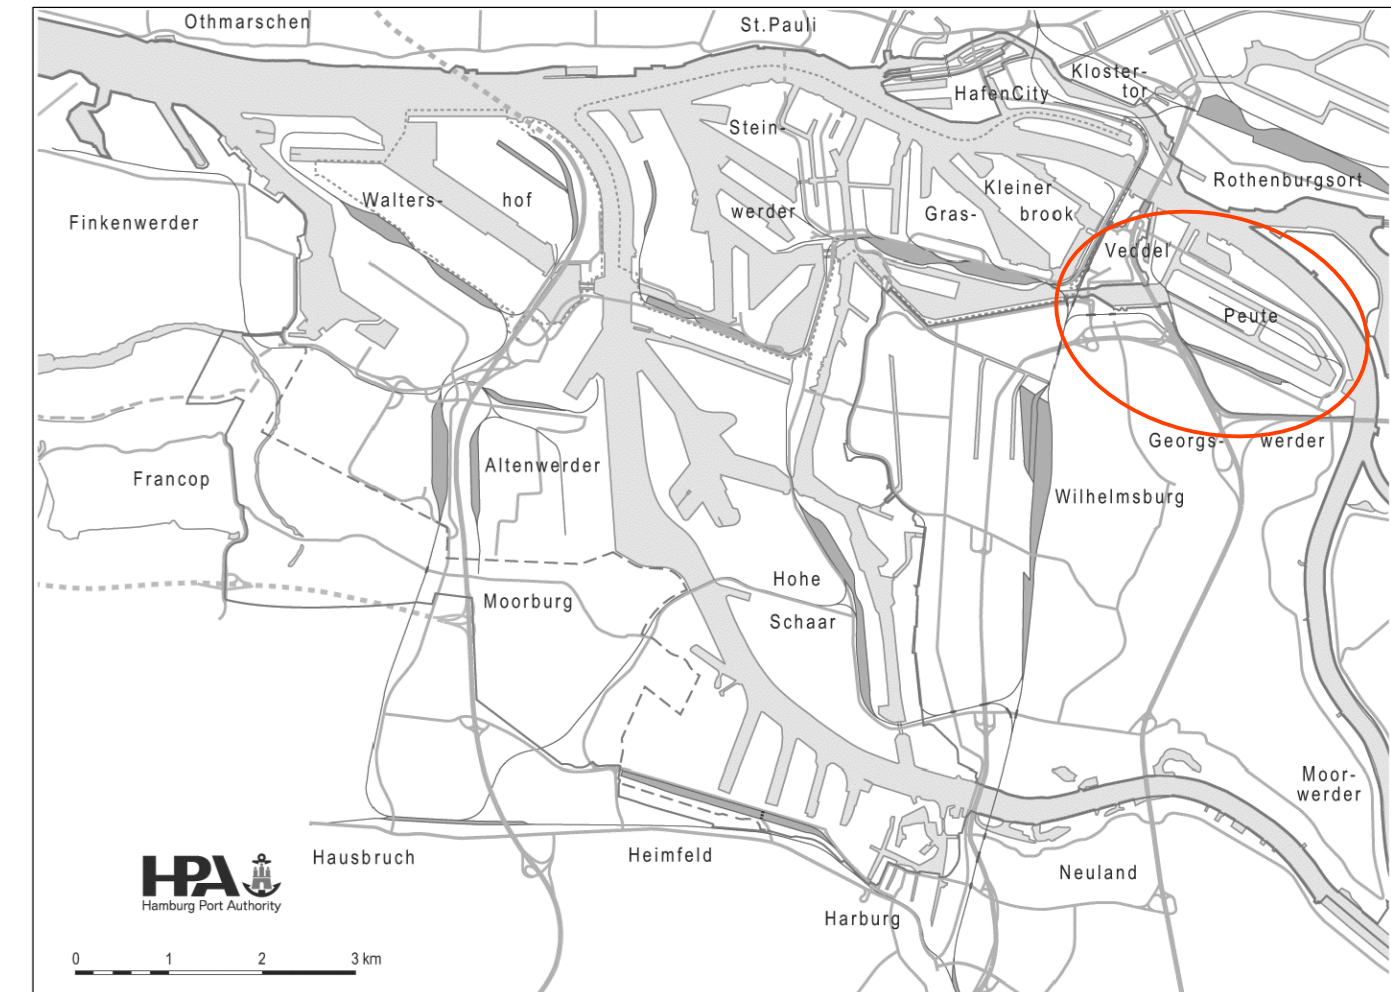 Othmarschen
St.Pauli
Kloster-
tor
HafenCity
Stein-
werder
Rothenburgsort
Kleiner
Gras- brook
Walters- hof
Finkenwerder
Veddel
Peute
Georgs- werder
Altenwerder
Francop
Wilhelmsburg
Hohe
Schaar
Moorburg
Moor-
werder
Hausbruch
Heimfeld
Neuland
Harburg
HPA
Hamburg Port Authority
0 1 2 3 km